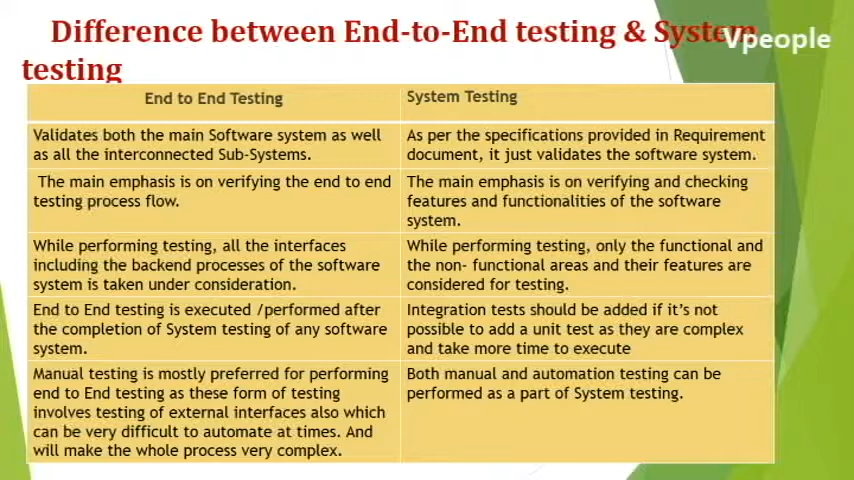 Difference between End-to-End testing & System
testing
Vpeople
End to End Testing
System Testing
Validates both the main Software system as well
as all the interconnected Sub-Systems.
As per the specifications provided in Requirement
document, it just validates the software system.
The main emphasis is on verifying the end to end
testing process flow.
The main emphasis is on verifying and checking
features and functionalities of the software
system.
While performing testing, all the interfaces
including the backend processes of the software
system is taken under consideration.
While performing testing, only the functional and
the non- functional areas and their features are
considered for testing.
End to End testing is executed /performed after
the completion of System testing of any software
system.
Integration tests should be added if it’s not
possible to add a unit test as they are complex
and take more time to execute
Manual testing is mostly preferred for performing
end to End testing as these form of testing
involves testing of external interfaces also which
can be very difficult to automate at times. And
will make the whole process very complex.
Both manual and automation testing can be
performed as a part of System testing.